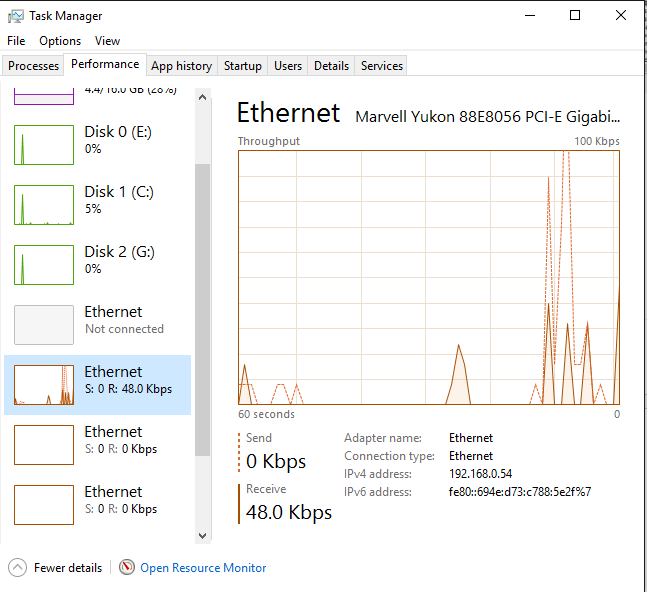 Task Manager
File Options View
Processes Performance App history Startup Users Details Services
4.4/16.0 GB (28%)
Disk 0 (E:)
0%
Disk 1 (C:)
5%
Disk 2 (G:)
0%
Ethernet
Not connected
Ethernet
S: 0 R: 48.0 Kbps
Ethernet
S: 0 R: 0 Kbps
Ethernet
S: 0 R: 0 Kbps
Ethernet Marvell Yukon 88E8056 PCI-E Gigabi...
Throughput 100 Kbps
60 seconds 0
Send
0 Kbps
Receive
48.0 Kbps
Adapter name: Ethernet
Connection type: Ethernet
IPv4 address: 192.168.0.54
IPv6 address: fe80::694e:d73:c788:5e2f%7
Fewer details Open Resource Monitor